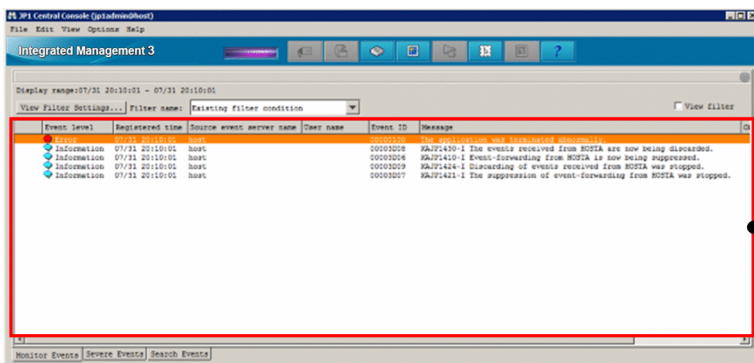 JP1 Central Console (jp1admin@host)
File Edit View Options Help
Integrated Management 3
Display range:07/31 20:10:01 - 07/31 20:10:01
View Filter Settings... Filter name: Existing filter condition View filter
Event level Registered time Source event server name User name Event ID Message
Error 07/31 20:10:01 host The application was terminated abnormally.
Information 07/31 20:10:01 host 00003D08 KAJP1430-I The events received from HOSTA are now being discarded.
Information 07/31 20:10:01 host 00003D06 KAJP1410-I Event-forwarding from HOSTA is now being suppressed.
Information 07/31 20:10:01 host 00003D09 KAJP1424-I Discarding of events received from HOSTA was stopped.
Information 07/31 20:10:01 host 00003D07 KAJP1421-I The suppression of event-forwarding from HOSTA was stopped.
Monitor Events Severe Events Search Events